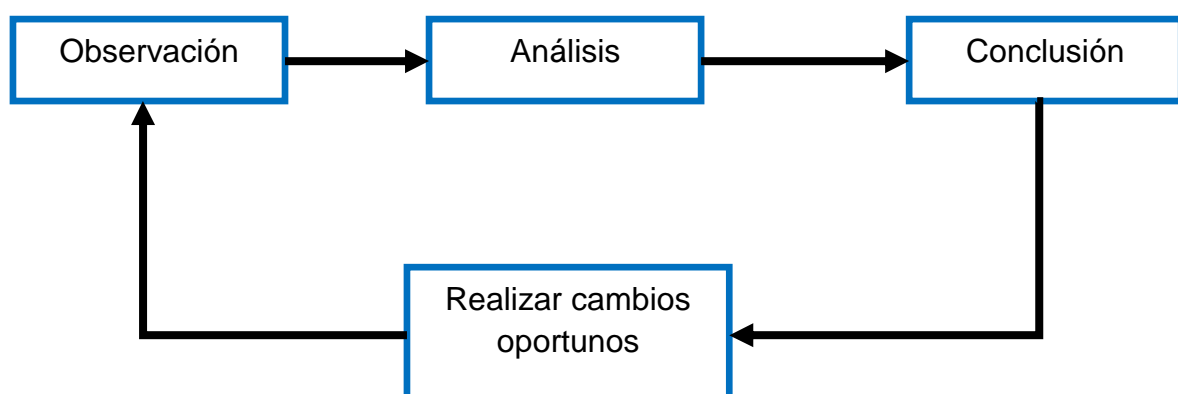 Observación
Análisis
Conclusión
Realizar cambios
oportunos